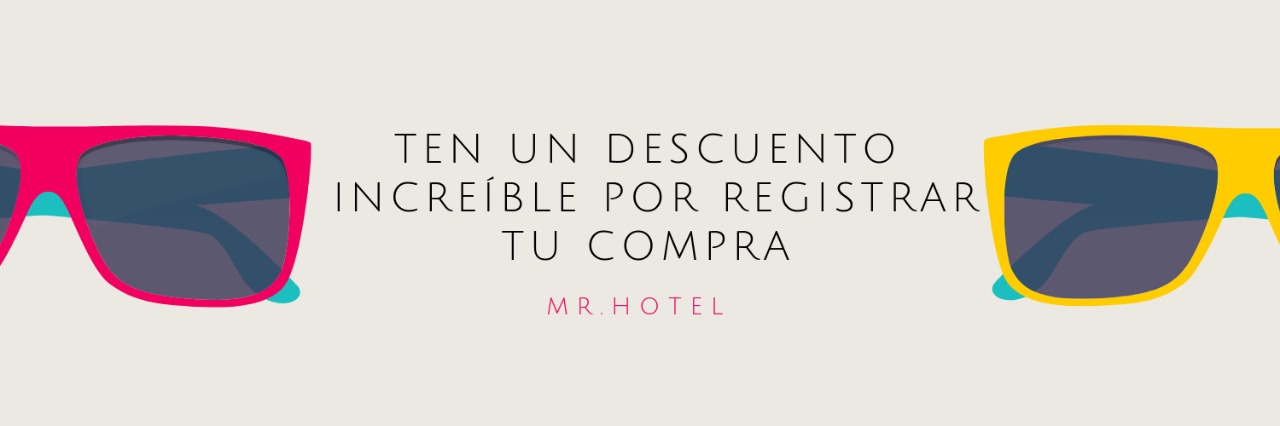 TEN UN DESCUENTO
INCREÍBLE POR REGISTRAR
TU COMPRA
MR.HOTEL